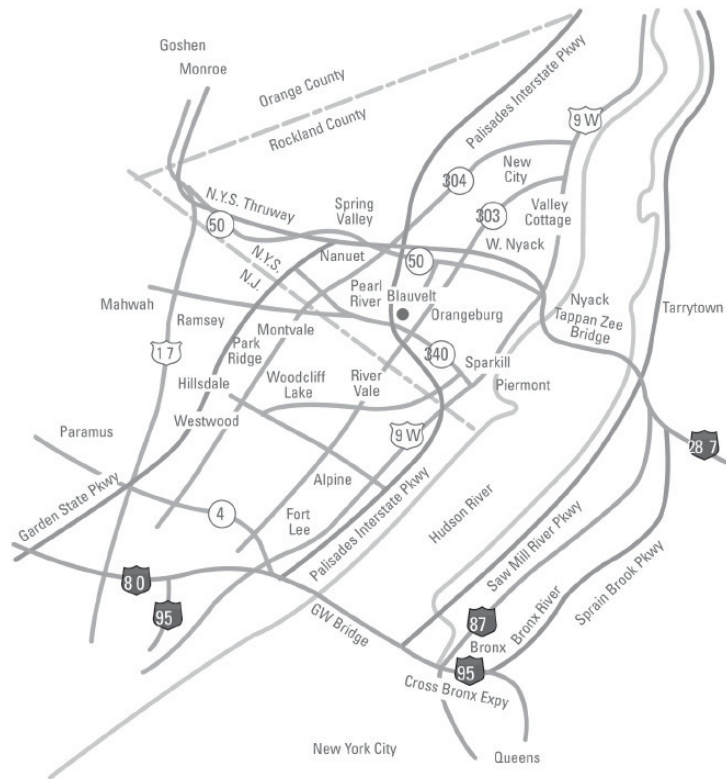 Goshen
Monroe
Orange County
Rockland County
Palisades Interstate Pkwy
9 W
304
New
City
303
Valley
Cottage
W. Nyack
N.Y.S. Thruway
50
Spring
Valley
Nanuet
50
N.Y.S.
N.J.
Pearl
River
Blauvelt
Orangeburg
Nyack
Tappan Zee
Bridge
Tarrytown
Mahwah
Ramsey
Montvale
17
Park
Ridge
340
Sparkill
Piermont
Hillsdale
Woodcliff
Lake
River
Vale
Westwood
Paramus
9 W
28 7
Garden State Pkwy
4
Alpine
Fort
Lee
Palisades Interstate Pkwy
Hudson River
Saw Mill River Pkwy
Sprain Brook Pkwy
80
95
GW Bridge
87
Bronx River
Bronx
95
Cross Bronx Expy
New York City
Queens